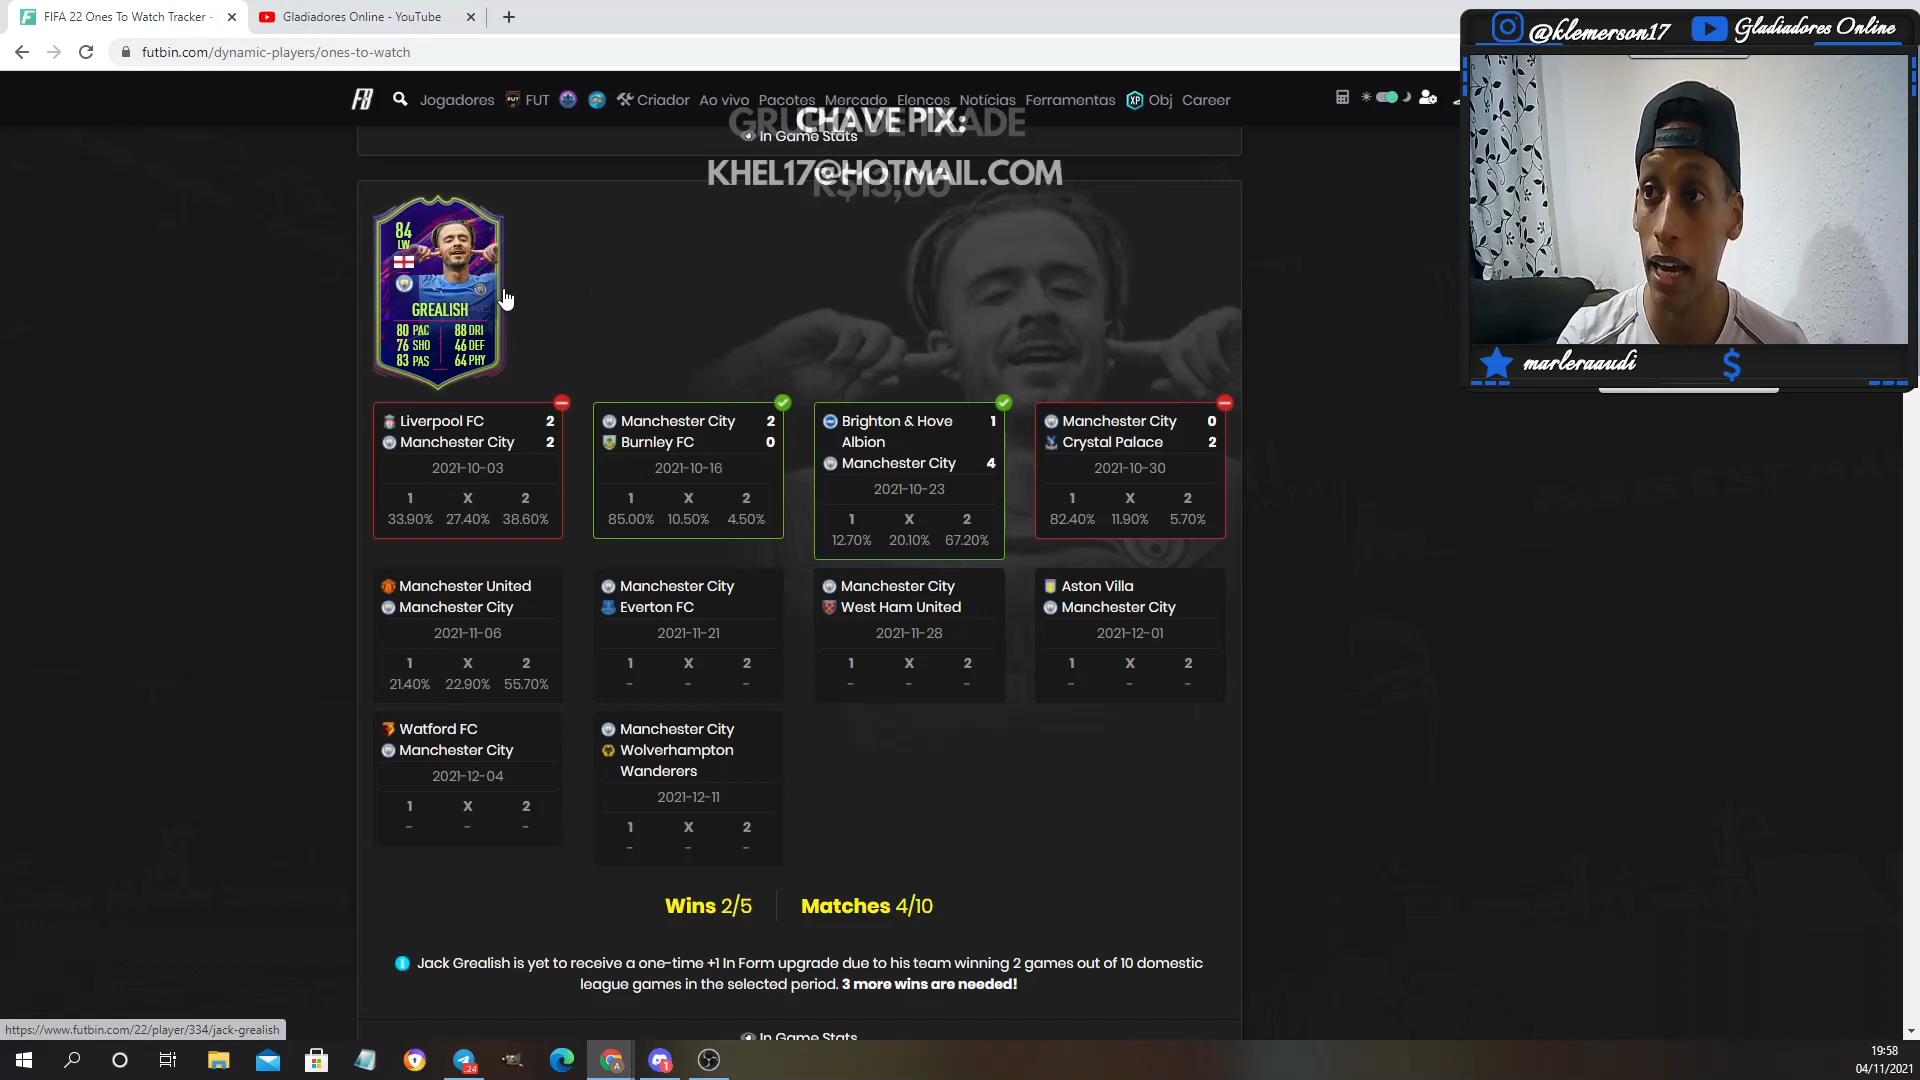 FIFA 22 Ones To Watch Tracker -
Gladiadores Online - YouTube
futbin.com/dynamic-players/ones-to-watch
@klemerson17
Gladiadores Online
FB
Jogadores
FUT
Criador
Ao vivo
Pacotes
Mercado
Elencos
Notícias
Ferramentas
XP
Obj
Career
CHAVE PIX:
In Game Stats
KHEL17@HOTMAIL.COM
84
LW
GREALISH
80 PAC 88 DRI
76 SHO 46 DEF
83 PAS 64 PHY
marleraaudi
$
Liverpool FC 2
Manchester City 2
2021-10-03
1 X 2
33.90% 27.40% 38.60%
Manchester City 2
Burnley FC 0
2021-10-16
1 X 2
85.00% 10.50% 4.50%
Brighton & Hove 1
Albion
Manchester City 4
2021-10-23
1 X 2
12.70% 20.10% 67.20%
Manchester City 0
Crystal Palace 2
2021-10-30
1 X 2
82.40% 11.90% 5.70%
Manchester United
Manchester City
2021-11-06
1 X 2
21.40% 22.90% 55.70%
Manchester City
Everton FC
2021-11-21
1 X 2
- - -
Manchester City
West Ham United
2021-11-28
1 X 2
- - -
Aston Villa
Manchester City
2021-12-01
1 X 2
- - -
Watford FC
Manchester City
2021-12-04
1 X 2
- - -
Manchester City
Wolverhampton
Wanderers
2021-12-11
1 X 2
- - -
Wins 2/5
Matches 4/10
Jack Grealish is yet to receive a one-time +1 In Form upgrade due to his team winning 2 games out of 10 domestic
league games in the selected period. 3 more wins are needed!
In Game Stats
https://www.futbin.com/22/player/334/jack-grealish
24
1
19:58
04/11/2021